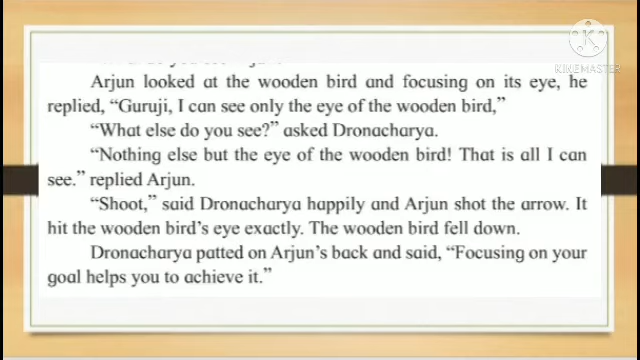 Arjun looked at the wooden bird and focusing on its eye, he
replied, “Guruji, I can see only the eye of the wooden bird,”
“What else do you see?” asked Dronacharya.
“Nothing else but the eye of the wooden bird! That is all I can
see.” replied Arjun.
“Shoot,” said Dronacharya happily and Arjun shot the arrow. It
hit the wooden bird’s eye exactly. The wooden bird fell down.
Dronacharya patted on Arjun’s back and said, “Focusing on your
goal helps you to achieve it.”
KINEMASTER